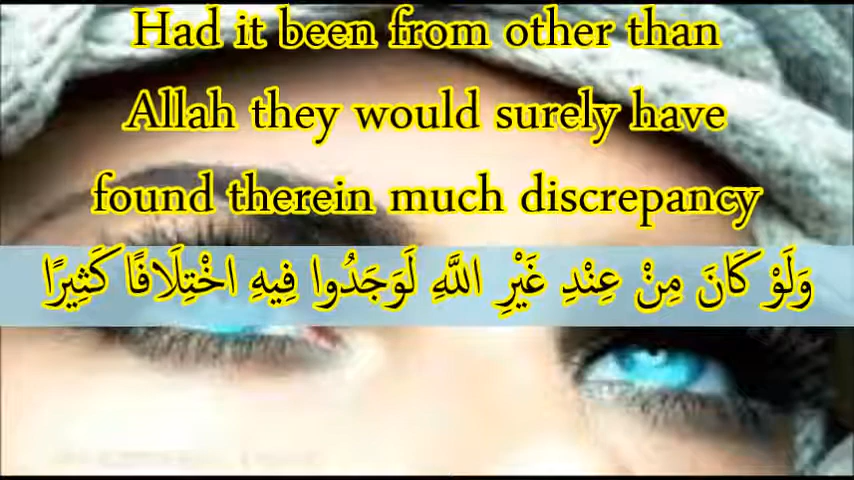 Had it been from other than
Allah they would surely have
found therein much discrepancy
وَلَوْ كَانَ مِنْ عِنْدِ غَيْرِ اللَّهِ لَوَجَدُوا فِيهِ اخْتِلَافًا كَثِيرًا